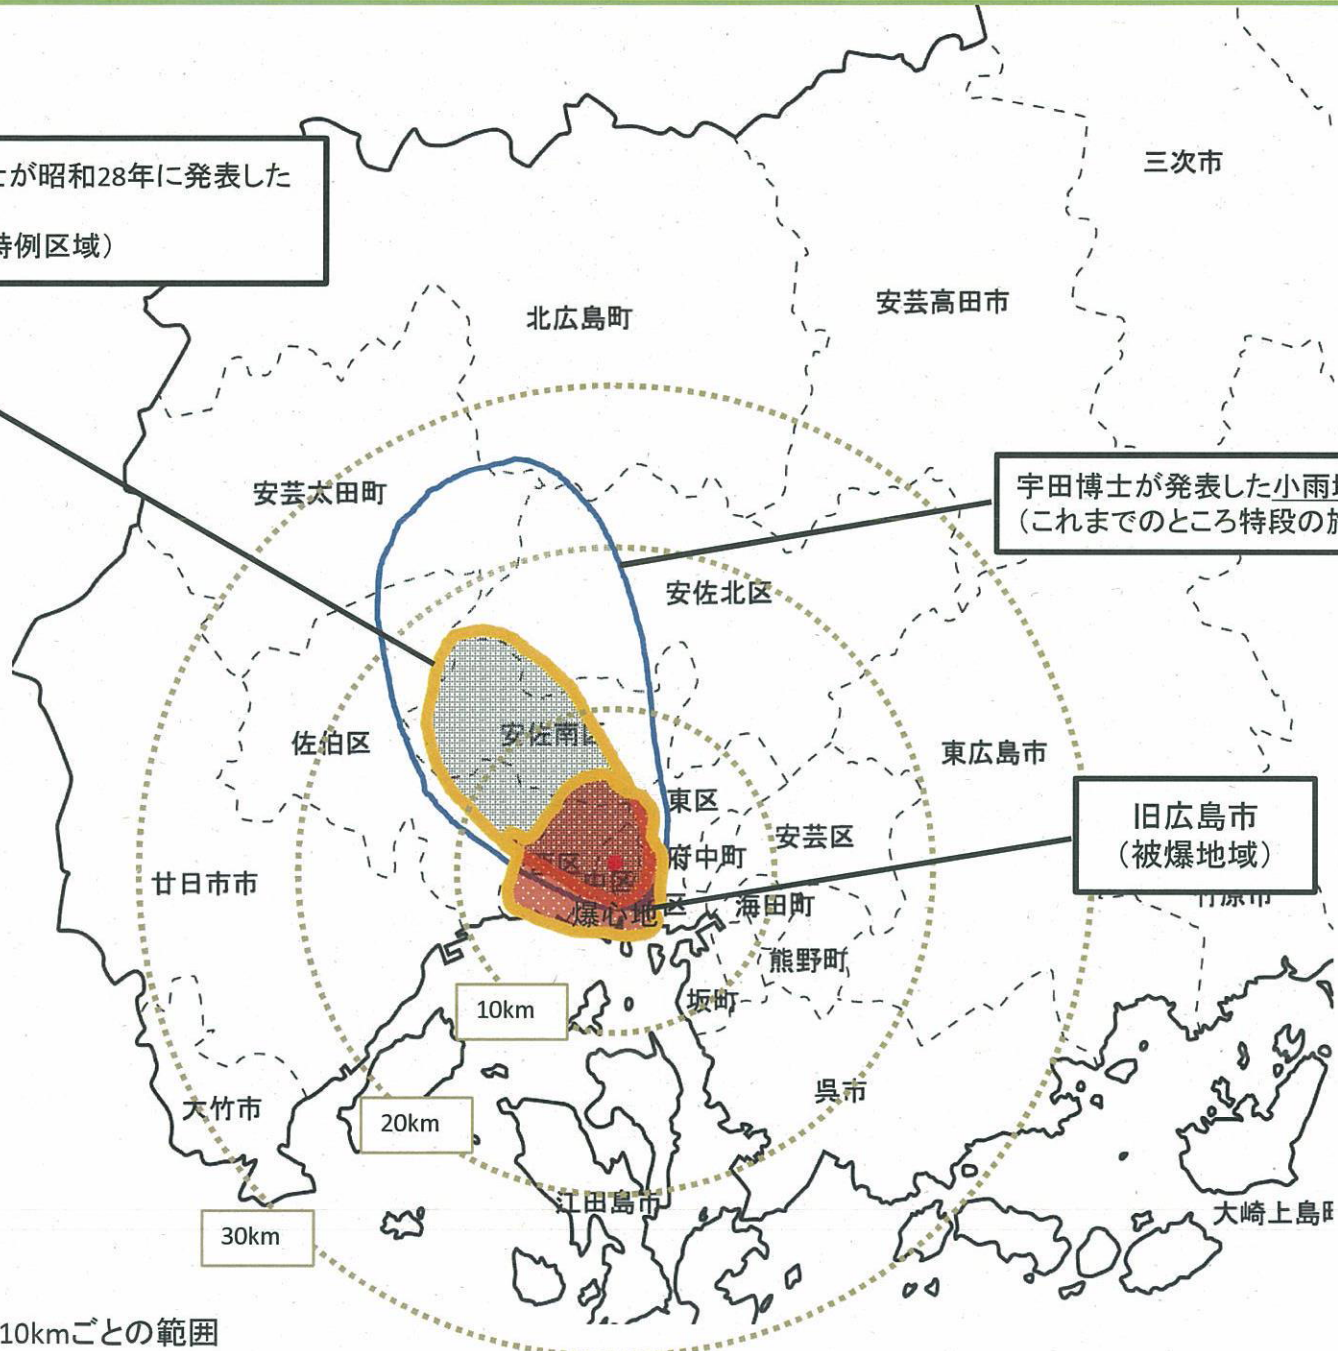 士が昭和28年に発表した
特例区域）
三次市
安芸高田市
北広島町
安芸太田町
宇田博士が発表した小雨
（これまでのところ特段の
安佐北区
佐伯区
安佐南区
東広島市
東区
安芸区
旧広島市
（被爆地域）
府中町
廿日市市
中区
竹原市
海田町
爆心地
区
熊野町
坂町
10km
呉市
大竹市
20km
江田島市
大崎上島町
30km
10kmごとの範囲